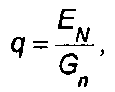 q = E_N / G_n ,